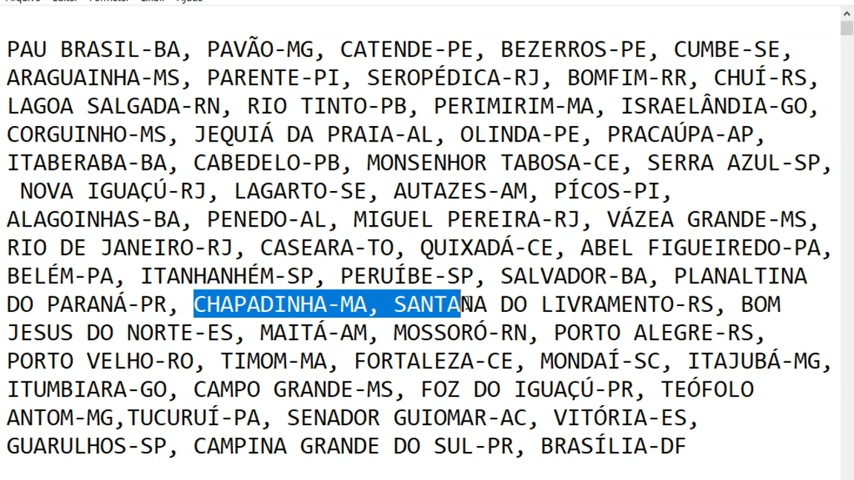 PAU BRASIL-BA, PAVÃO-MG, CATENDE-PE, BEZERROS-PE, CUMBE-SE,
ARAGUAINHA-MS, PARENTE-PI, SEROPÉDICA-RJ, BOMFIM-RR, CHUÍ-RS,
LAGOA SALGADA-RN, RIO TINTO-PB, PERIMIRIM-MA, ISRAELÂNDIA-GO,
CORGUINHO-MS, JEQUIÁ DA PRAIA-AL, OLINDA-PE, PRACAÚPA-AP,
ITABERABA-BA, CABEDELO-PB, MONSENHOR TABOSA-CE, SERRA AZUL-SP,
NOVA IGUAÇÚ-RJ, LAGARTO-SE, AUTAZES-AM, PÍCOS-PI,
ALAGOINHAS-BA, PENEDO-AL, MIGUEL PEREIRA-RJ, VÁZEA GRANDE-MS,
RIO DE JANEIRO-RJ, CASEARA-TO, QUIXADÁ-CE, ABEL FIGUEIREDO-PA,
BELÉM-PA, ITANHANHÉM-SP, PERUÍBE-SP, SALVADOR-BA, PLANALTINA
DO PARANÁ-PR, CHAPADINHA-MA, SANTANA DO LIVRAMENTO-RS, BOM
JESUS DO NORTE-ES, MAITÁ-AM, MOSSORÓ-RN, PORTO ALEGRE-RS,
PORTO VELHO-RO, TIMOM-MA, FORTALEZA-CE, MONDAÍ-SC, ITAJUBÁ-MG,
ITUMBIARA-GO, CAMPO GRANDE-MS, FOZ DO IGUAÇÚ-PR, TEÓFOLO
ANTOM-MG,TUCURUÍ-PA, SENADOR GUIOMAR-AC, VITÓRIA-ES,
GUARULHOS-SP, CAMPINA GRANDE DO SUL-PR, BRASÍLIA-DF